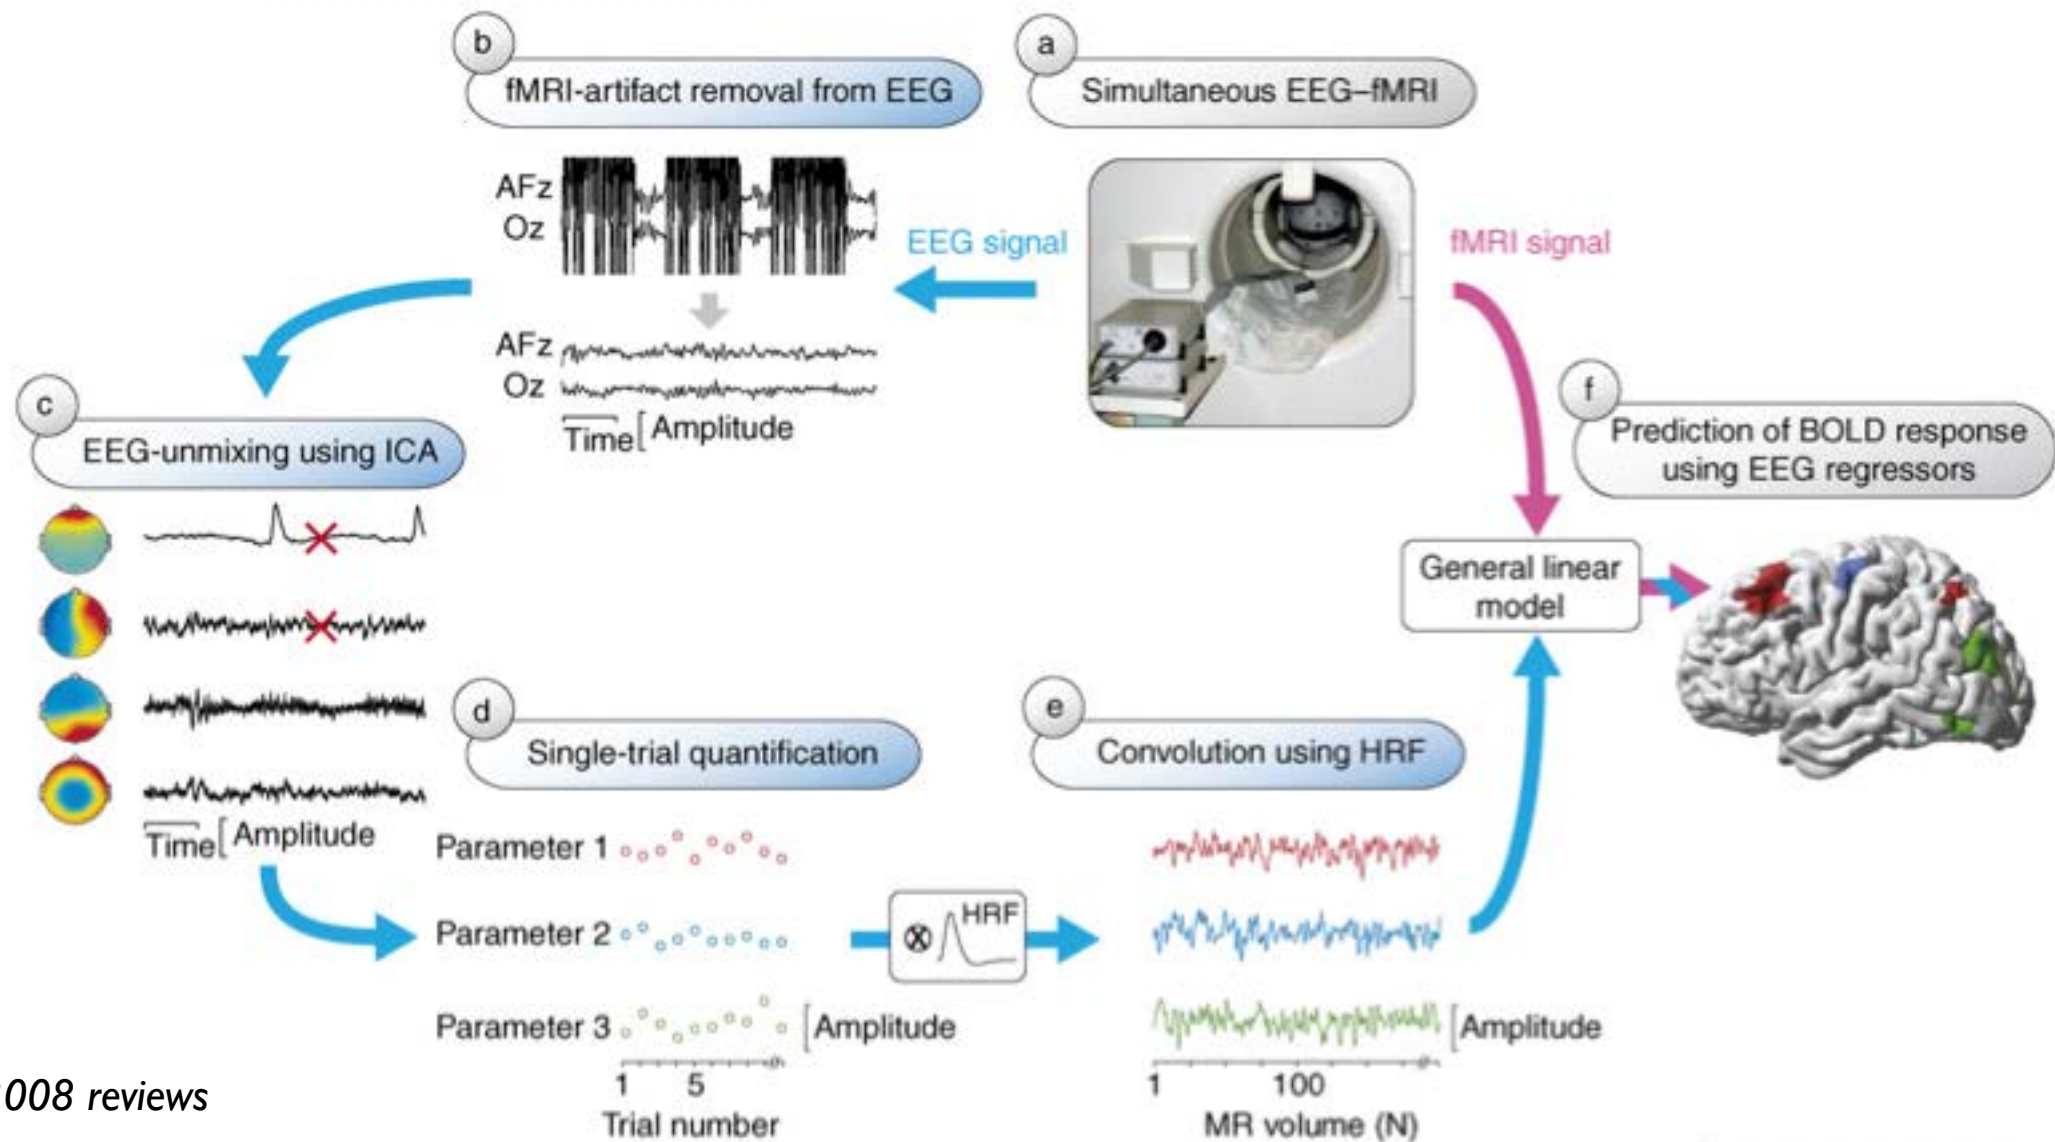 b
fMRI-artifact removal from EEG
a
Simultaneous EEG–fMRI
AFz
Oz
EEG signal
fMRI signal
AFz
Oz
Time
Amplitude
c
EEG-unmixing using ICA
f
Prediction of BOLD response
using EEG regressors
General linear
model
Time
Amplitude
d
Single-trial quantification
e
Convolution using HRF
Parameter 1
Parameter 2
HRF
Parameter 3
Amplitude
Amplitude
1 5
Trial number
1 100
MR volume (N)
008 reviews